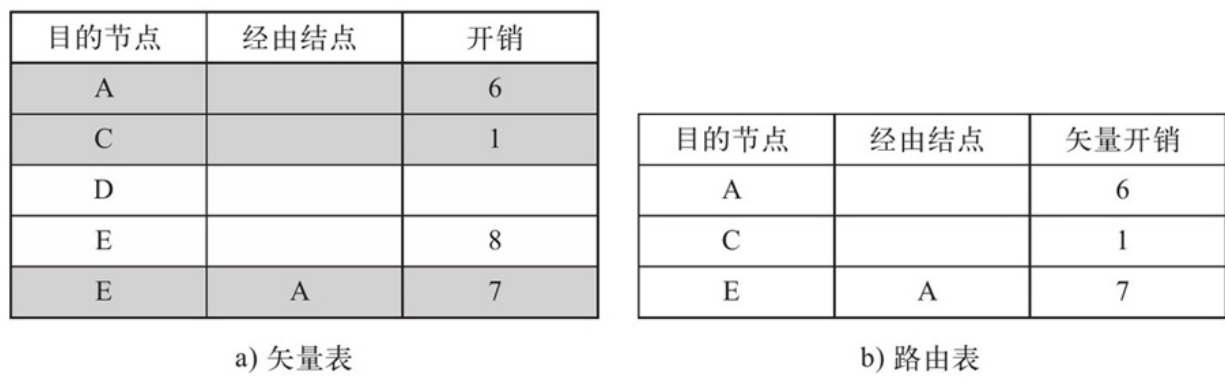 目的节点 经由结点 开销
A 6
C 1
D
E 8
E A 7
a) 矢量表
目的节点 经由结点 矢量开销
A 6
C 1
E A 7
b) 路由表